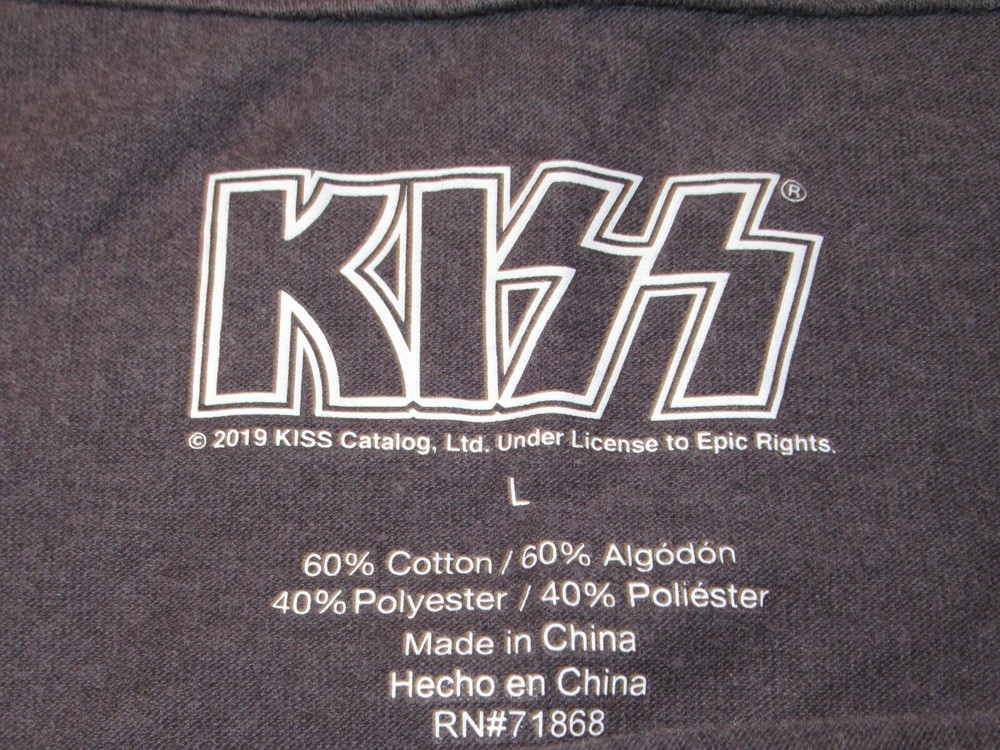 KISS®
© 2019 KISS Catalog, Ltd. Under License to Epic Rights.
L
60% Cotton / 60% Algódón
40% Polyester / 40% Poliéster
Made in China
Hecho en China
RN#71868